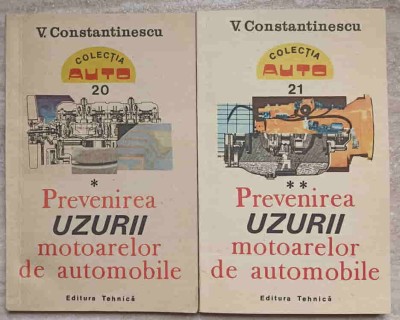 V. Constantinescu
COLECȚIA
AUTO
20
*
Prevenirea
UZURII
motoarelor
de automobile
Editura Tehnică
V. Constantinescu
COLECȚIA
AUTO
21
**
Prevenirea
UZURII
motoarelor
de automobile
Editura Tehnică